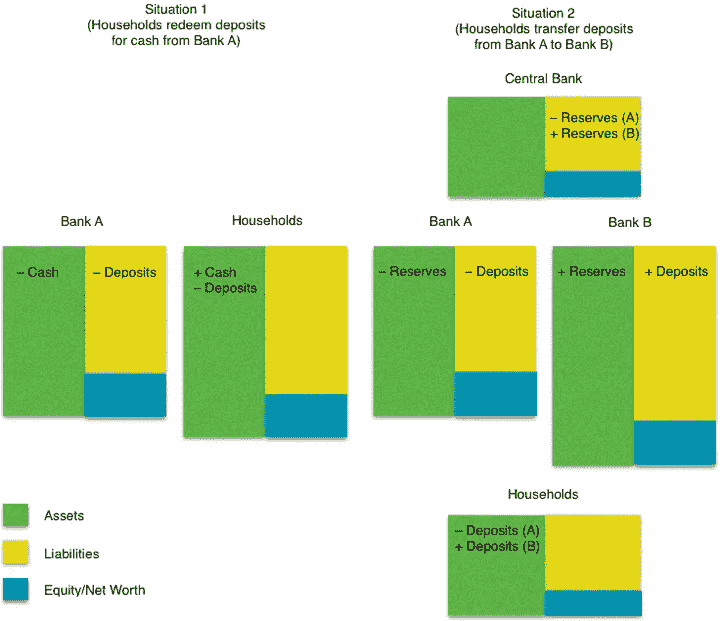 Situation 1
(Households redeem deposits
for cash from Bank A)
Situation 2
(Households transfer deposits
from Bank A to Bank B)
Central Bank
– Reserves (A)
+ Reserves (B)
Bank A
Households
Bank A
Bank B
– Cash
– Deposits
+ Cash
– Deposits
– Reserves
– Deposits
+ Reserves
+ Deposits
Households
– Deposits (A)
+ Deposits (B)
Assets
Liabilities
Equity/Net Worth